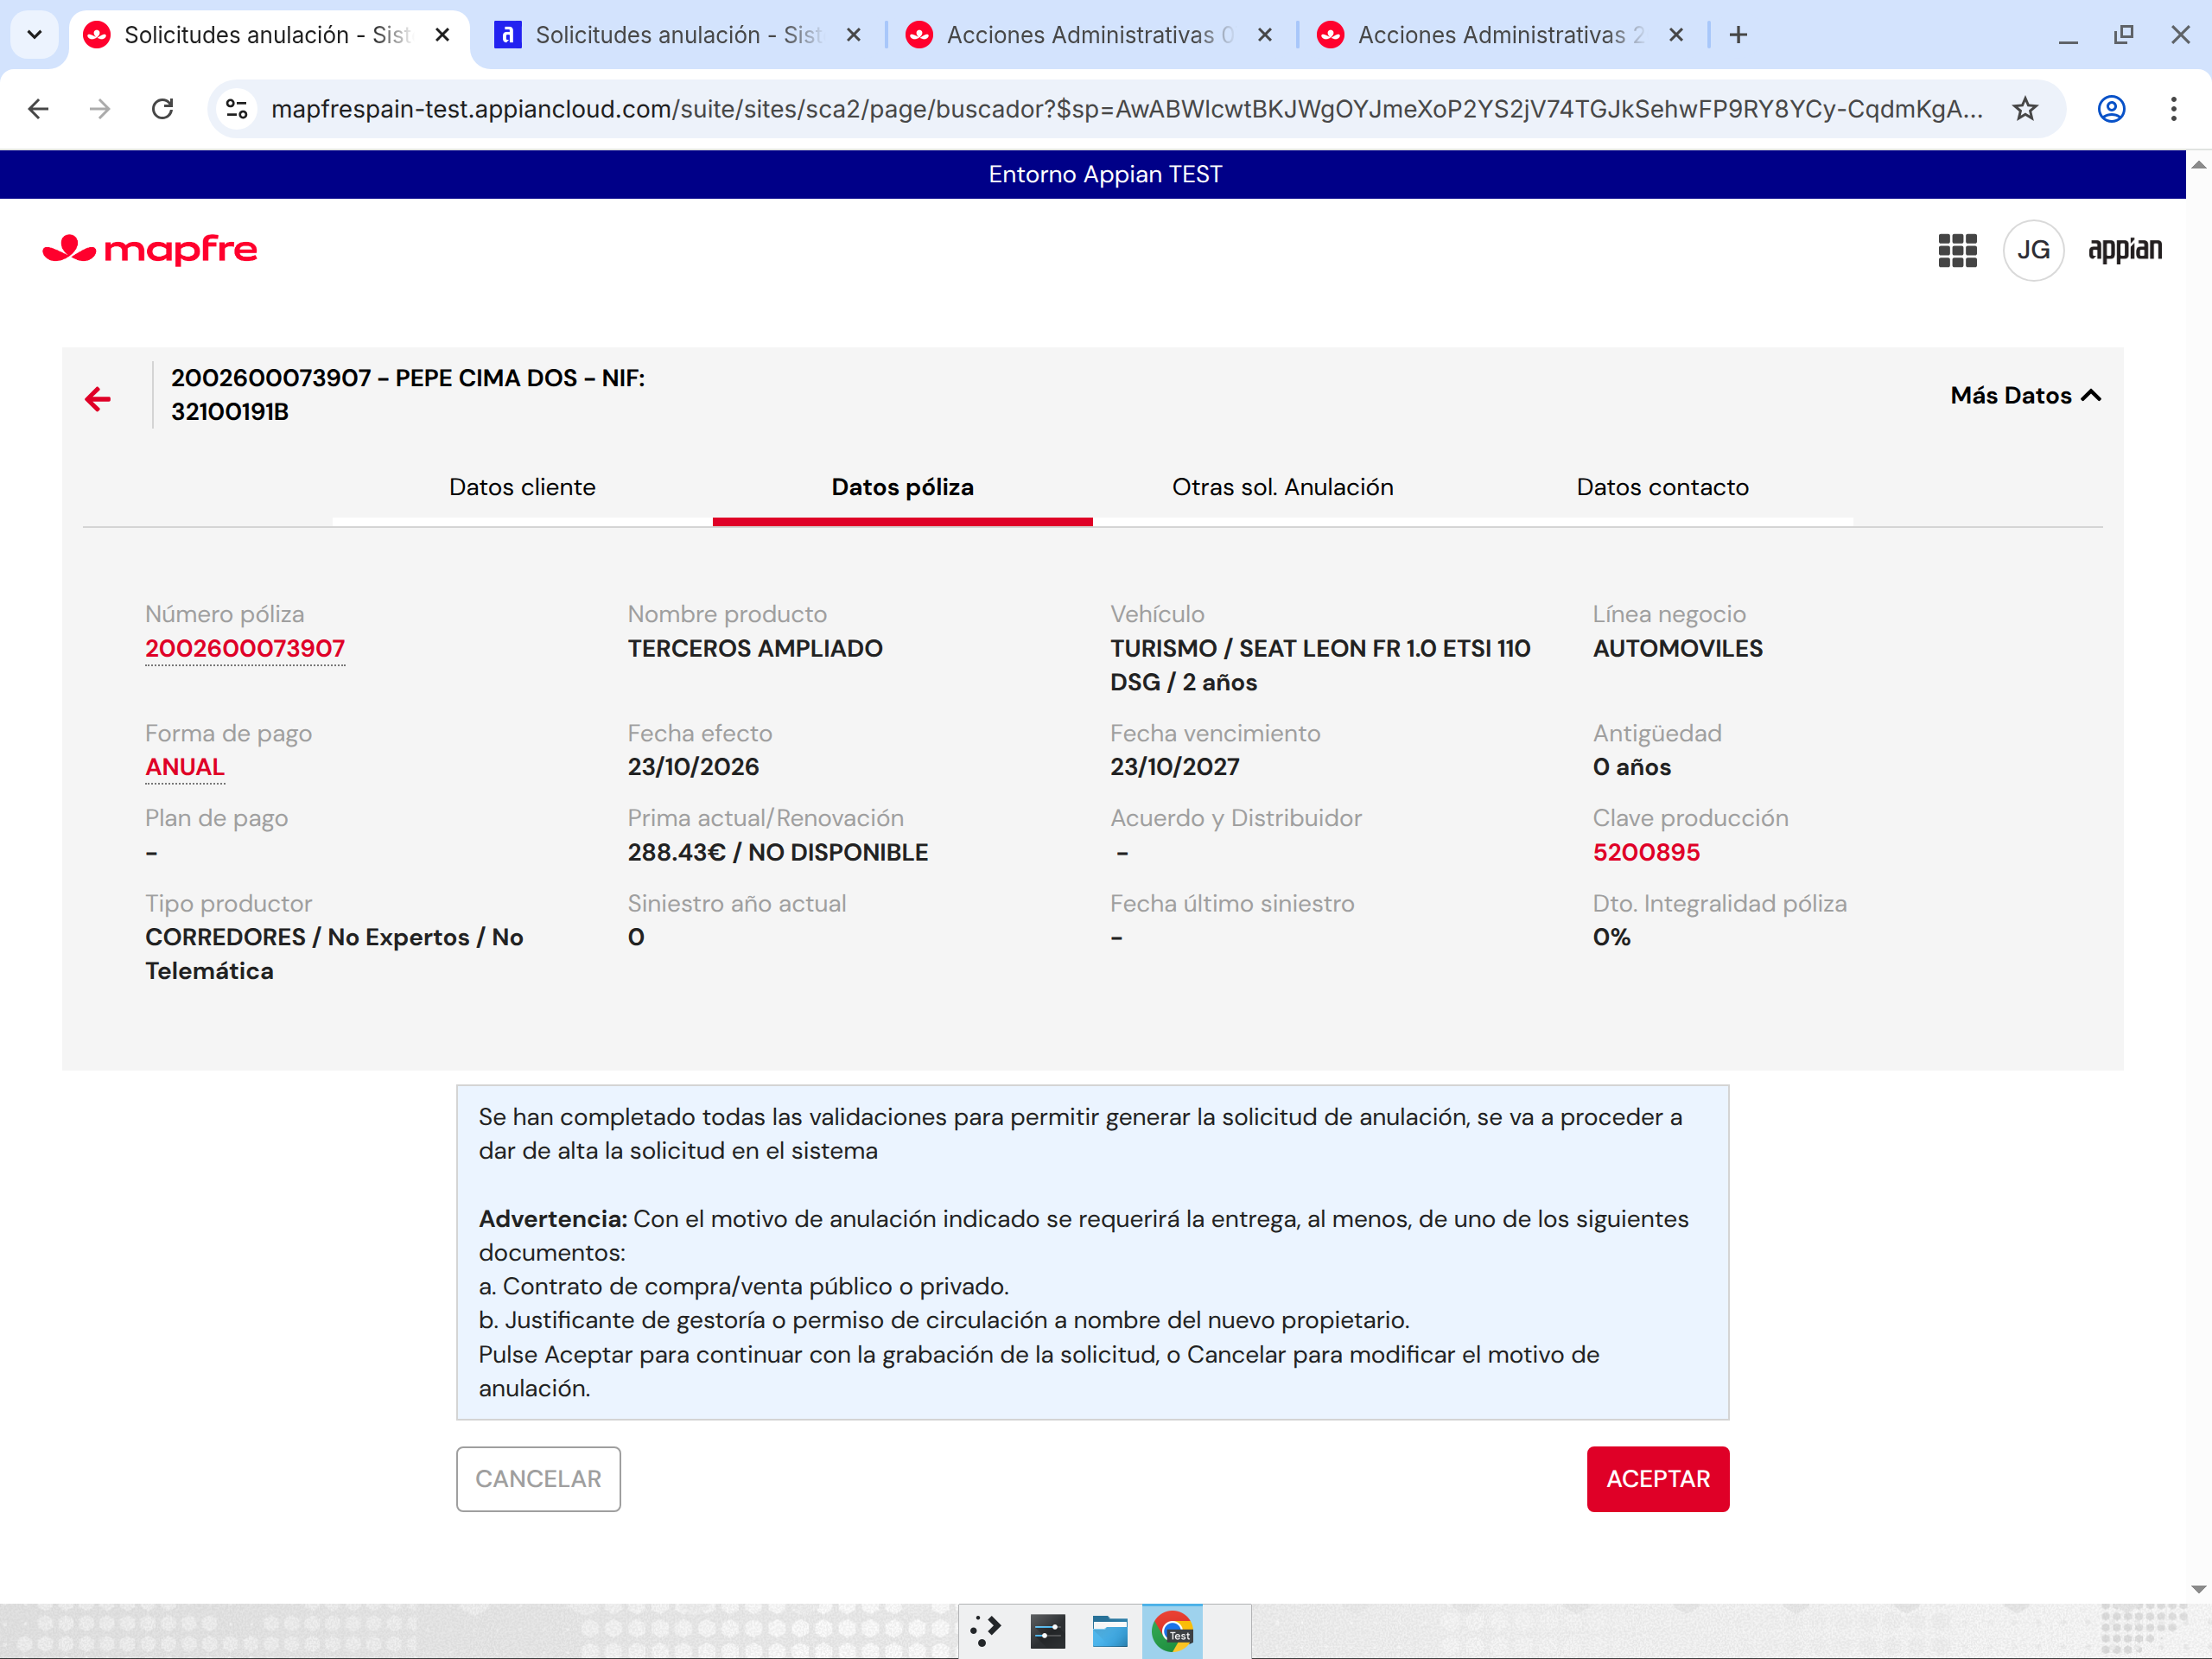 Solicitudes anulación - Sist
Solicitudes anulación - Sist
Acciones Administrativas 0
Acciones Administrativas 2
mapfrespain-test.appiancloud.com/suite/sites/sca2/page/buscador?$sp=AwABWIcwtBKJWgOYJmeXoP2YS2jV74TGJkSehwFP9RY8YCy-CqdmKgA...
Entorno Appian TEST
mapfre
JG
appian
2002600073907 - PEPE CIMA DOS - NIF:
32100191B
Más Datos
Datos cliente
Datos póliza
Otras sol. Anulación
Datos contacto
Número póliza
2002600073907
Nombre producto
TERCEROS AMPLIADO
Vehículo
TURISMO / SEAT LEON FR 1.0 ETSI 110
DSG / 2 años
Línea negocio
AUTOMOVILES
Forma de pago
ANUAL
Fecha efecto
23/10/2026
Fecha vencimiento
23/10/2027
Antigüedad
0 años
Plan de pago
-
Prima actual/Renovación
288.43€ / NO DISPONIBLE
Acuerdo y Distribuidor
-
Clave producción
5200895
Tipo productor
CORREDORES / No Expertos / No
Telemática
Siniestro año actual
0
Fecha último siniestro
-
Dto. Integralidad póliza
0%
Se han completado todas las validaciones para permitir generar la solicitud de anulación, se va a proceder a
dar de alta la solicitud en el sistema
Advertencia: Con el motivo de anulación indicado se requerirá la entrega, al menos, de uno de los siguientes
documentos:
a. Contrato de compra/venta público o privado.
b. Justificante de gestoría o permiso de circulación a nombre del nuevo propietario.
Pulse Aceptar para continuar con la grabación de la solicitud, o Cancelar para modificar el motivo de
anulación.
CANCELAR
ACEPTAR
Test